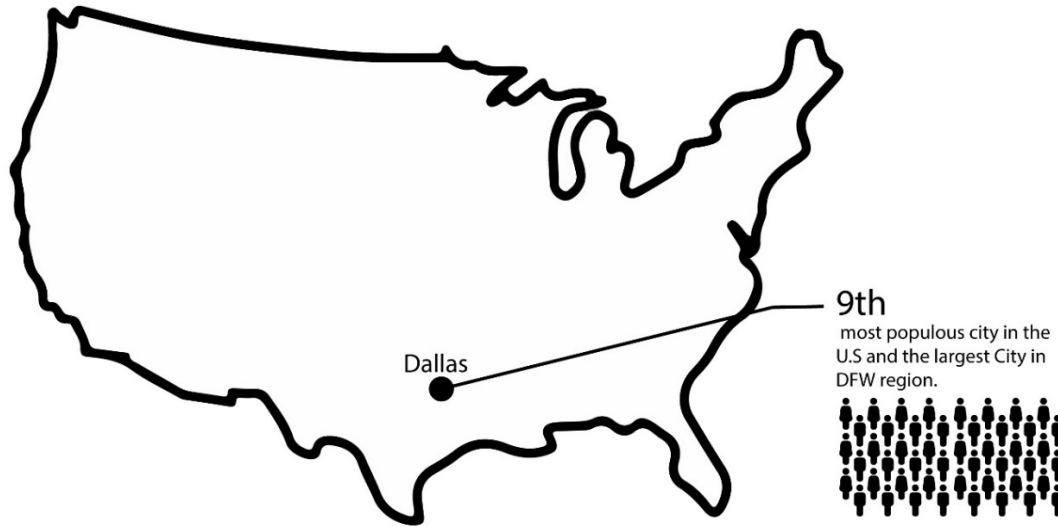 Dallas
9th
most populous city in the
U.S and the largest City in
DFW region.